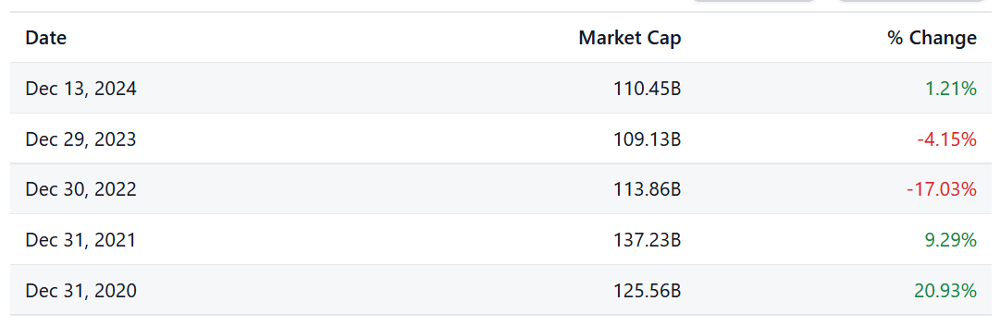 Date Market Cap % Change
Dec 13, 2024 110.45B 1.21%
Dec 29, 2023 109.13B -4.15%
Dec 30, 2022 113.86B -17.03%
Dec 31, 2021 137.23B 9.29%
Dec 31, 2020 125.56B 20.93%